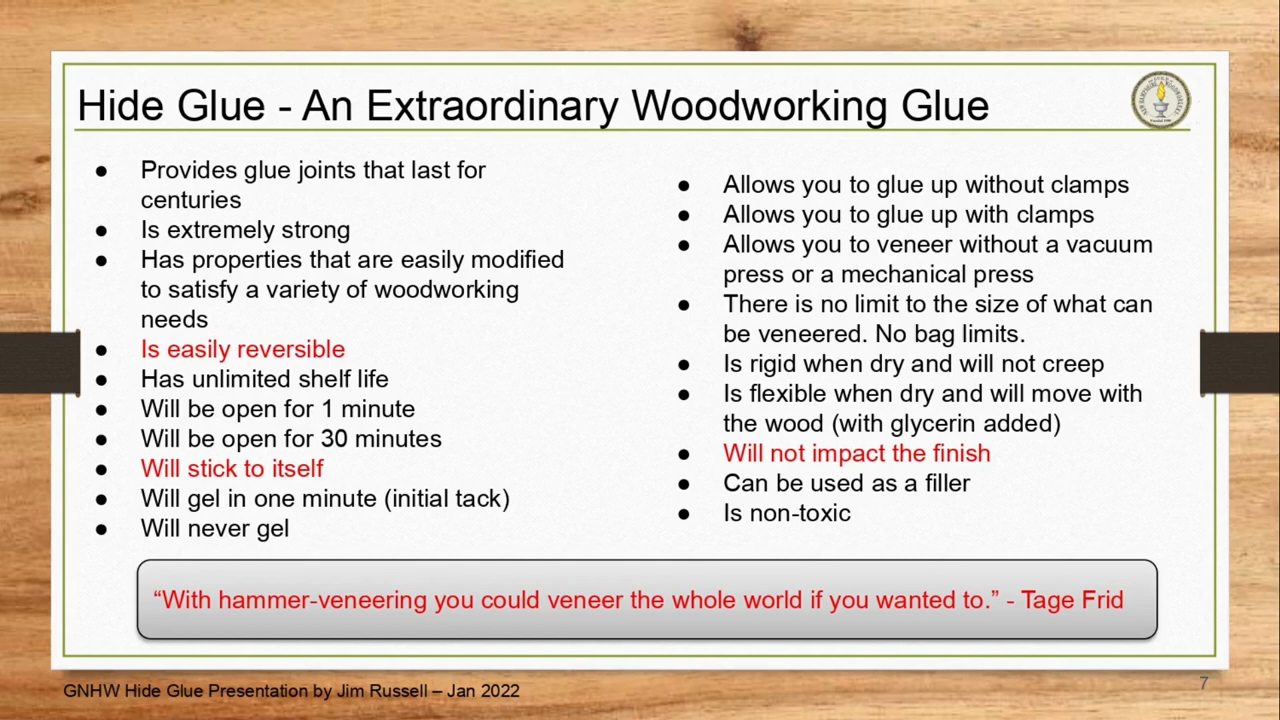 Hide Glue - An Extraordinary Woodworking Glue
● Provides glue joints that last for
centuries
● Is extremely strong
● Has properties that are easily modified
to satisfy a variety of woodworking
needs
● Is easily reversible
● Has unlimited shelf life
● Will be open for 1 minute
● Will be open for 30 minutes
● Will stick to itself
● Will gel in one minute (initial tack)
● Will never gel
● Allows you to glue up without clamps
● Allows you to glue up with clamps
● Allows you to veneer without a vacuum
press or a mechanical press
● There is no limit to the size of what can
be veneered. No bag limits.
● Is rigid when dry and will not creep
● Is flexible when dry and will move with
the wood (with glycerin added)
● Will not impact the finish
● Can be used as a filler
● Is non-toxic
“With hammer-veneering you could veneer the whole world if you wanted to.” - Tage Frid
GNHW Hide Glue Presentation by Jim Russell – Jan 2022
7